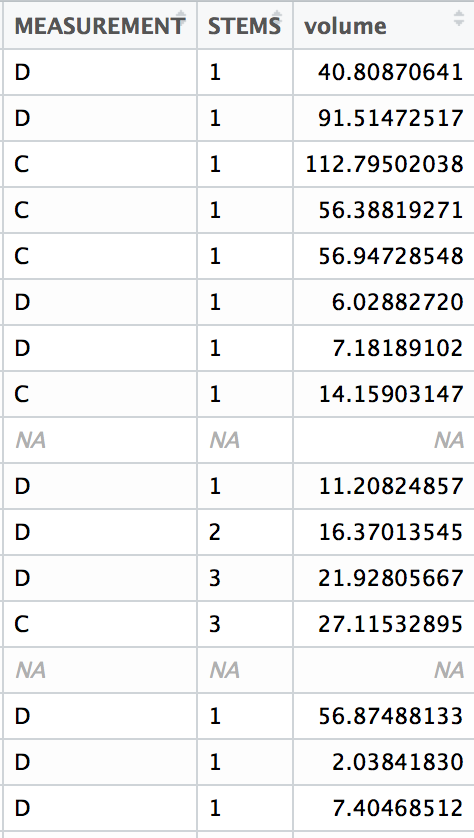 MEASUREMENT STEMS volume
D 1 40.80870641
D 1 91.51472517
C 1 112.79502038
C 1 56.38819271
C 1 56.94728548
D 1 6.02882720
D 1 7.18189102
C 1 14.15903147
NA NA NA
D 1 11.20824857
D 2 16.37013545
D 3 21.92805667
C 3 27.11532895
NA NA NA
D 1 56.87488133
D 1 2.03841830
D 1 7.40468512